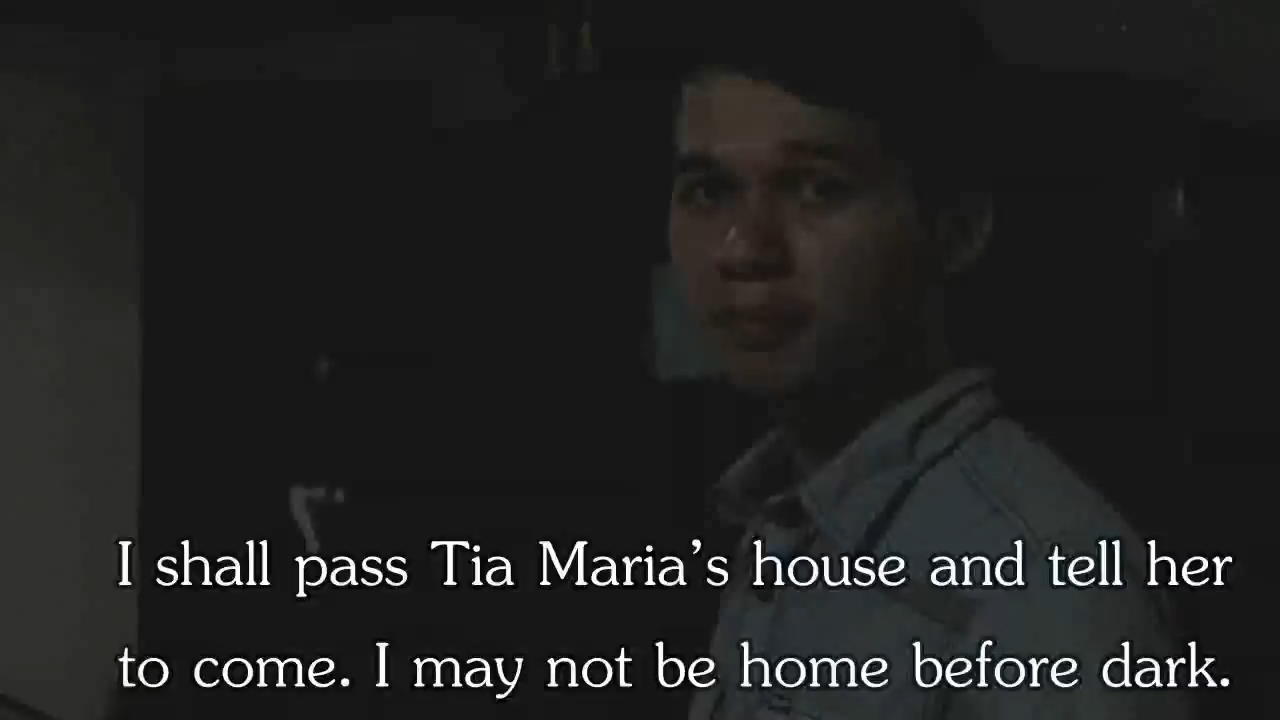 I shall pass Tia Maria’s house and tell her
to come. I may not be home before dark.